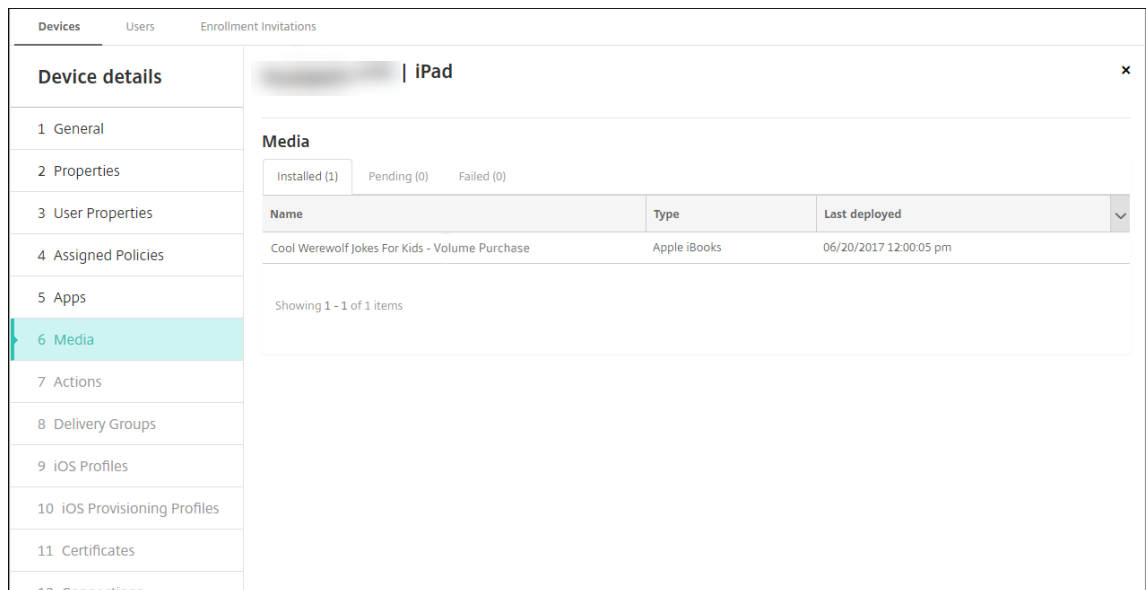 Devices Users Enrollment Invitations
Device details
1 General
2 Properties
3 User Properties
4 Assigned Policies
5 Apps
6 Media
7 Actions
8 Delivery Groups
9 iOS Profiles
10 iOS Provisioning Profiles
11 Certificates
| iPad
Media
Installed (1) Pending (0) Failed (0)
Name Type Last deployed
Cool Werewolf Jokes For Kids - Volume Purchase Apple iBooks 06/20/2017 12:00:05 pm
Showing 1 - 1 of 1 items